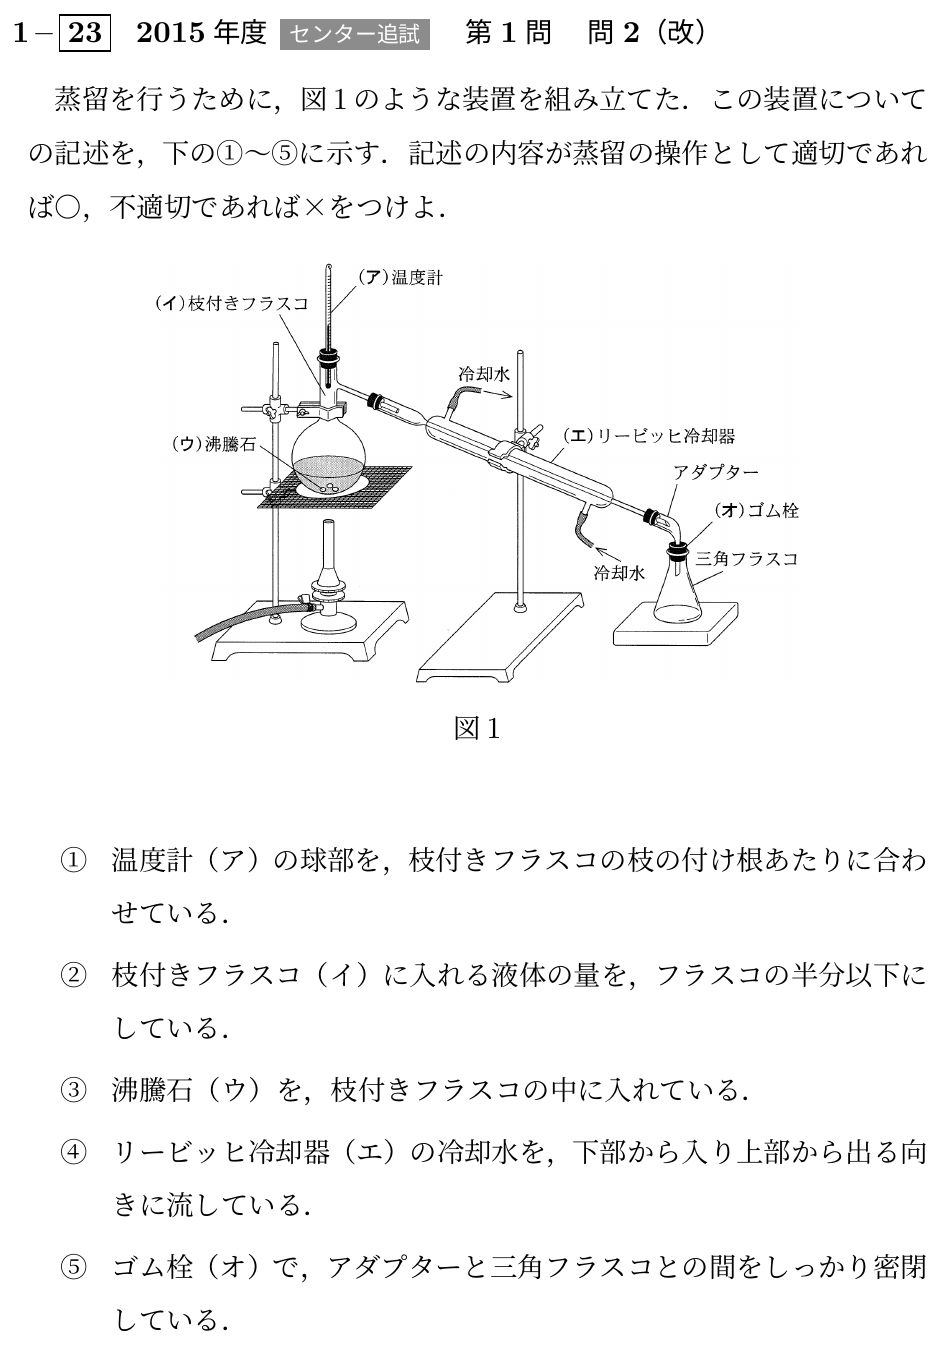 1–23 2015年度 センター追試 第1問 問2（改）
蒸留を行うために，図1のような装置を組み立てた．この装置について
の記述を，下の①〜⑤に示す．記述の内容が蒸留の操作として適切であれ
ば○，不適切であれば×をつけよ．
(ア)温度計
(イ)枝付きフラスコ
冷却水
(ウ)沸騰石
(エ)リービッヒ冷却器
アダプター
(オ)ゴム栓
三角フラスコ
冷却水
図1
① 温度計（ア）の球部を，枝付きフラスコの枝の付け根あたりに合わ
せている．
② 枝付きフラスコ（イ）に入れる液体の量を，フラスコの半分以下に
している．
③ 沸騰石（ウ）を，枝付きフラスコの中に入れている．
④ リービッヒ冷却器（エ）の冷却水を，下部から入り上部から出る向
きに流している．
⑤ ゴム栓（オ）で，アダプターと三角フラスコとの間をしっかり密閉
している．